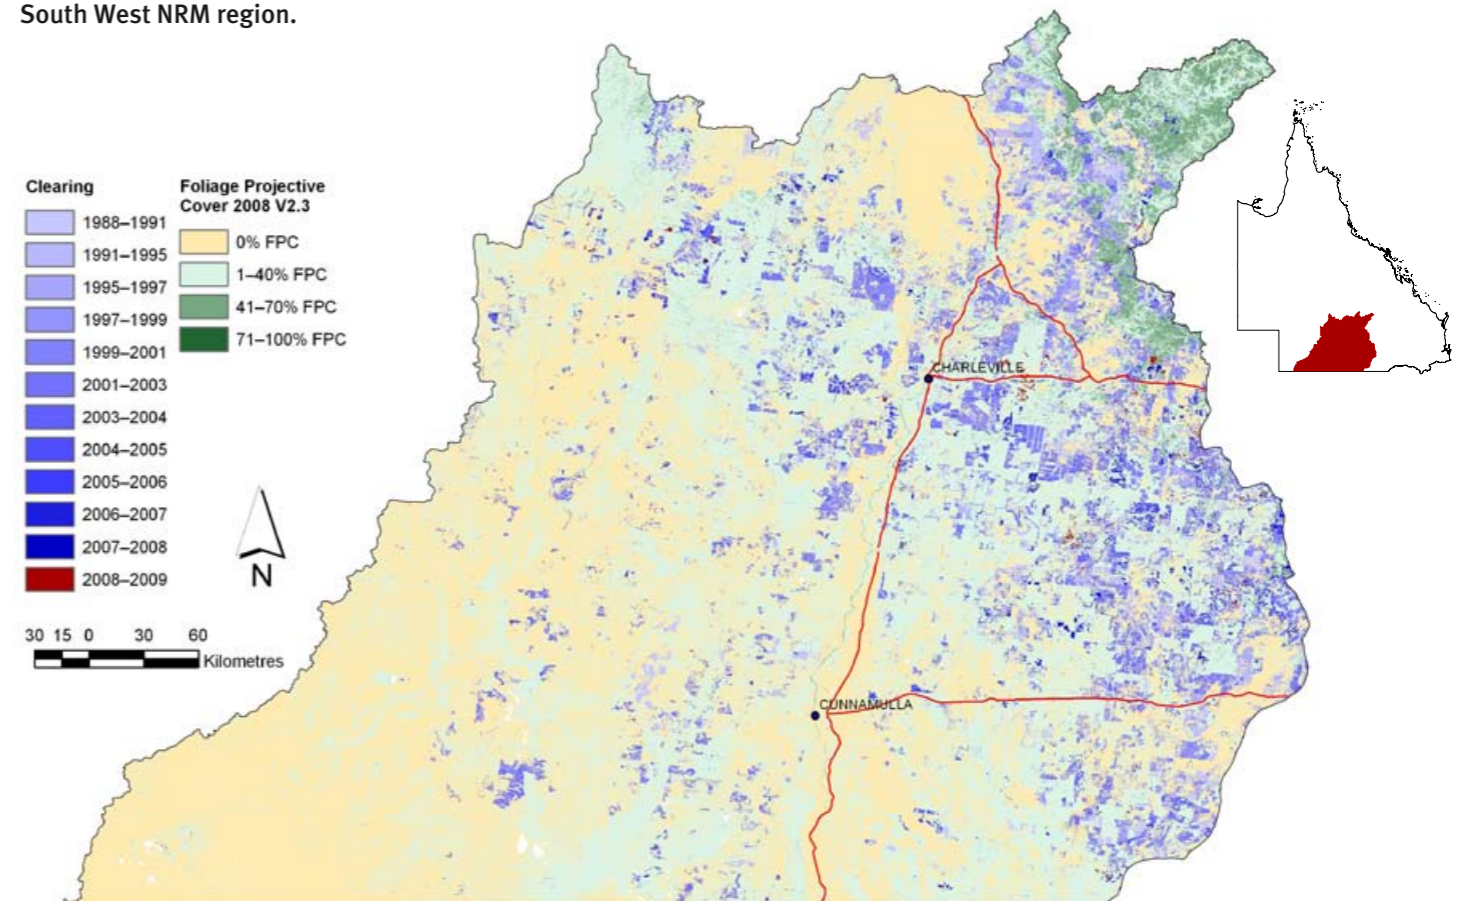 South West NRM region.
Clearing
1988–1991
1991–1995
1995–1997
1997–1999
1999–2001
2001–2003
2003–2004
2004–2005
2005–2006
2006–2007
2007–2008
2008–2009
Foliage Projective
Cover 2008 V2.3
0% FPC
1–40% FPC
41–70% FPC
71–100% FPC
N
30 15 0 30 60
Kilometres
CHARLEVILLE
CUNNAMULLA